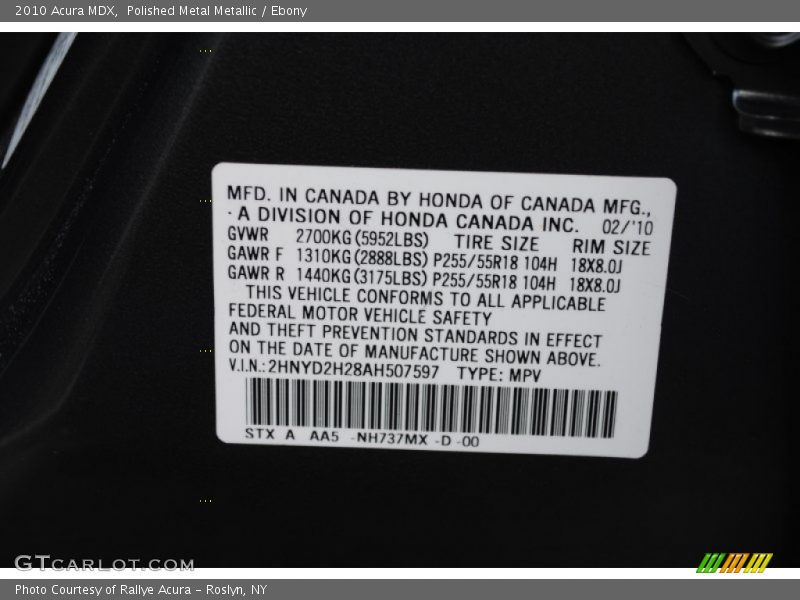 2010 Acura MDX, Polished Metal Metallic / Ebony
MFD. IN CANADA BY HONDA OF CANADA MFG.,
· A DIVISION OF HONDA CANADA INC. 02/'10
GVWR 2700KG(5952LBS) TIRE SIZE RIM SIZE
GAWR F 1310KG(2888LBS) P255/55R18 104H 18X8.0J
GAWR R 1440KG(3175LBS) P255/55R18 104H 18X8.0J
THIS VEHICLE CONFORMS TO ALL APPLICABLE
FEDERAL MOTOR VEHICLE SAFETY
AND THEFT PREVENTION STANDARDS IN EFFECT
ON THE DATE OF MANUFACTURE SHOWN ABOVE.
V.I.N.: 2HNYD2H28AH507597 TYPE: MPV
STX A AA5 -NH737MX -D -00
GTCARLOT.COM
Photo Courtesy of Rallye Acura - Roslyn, NY